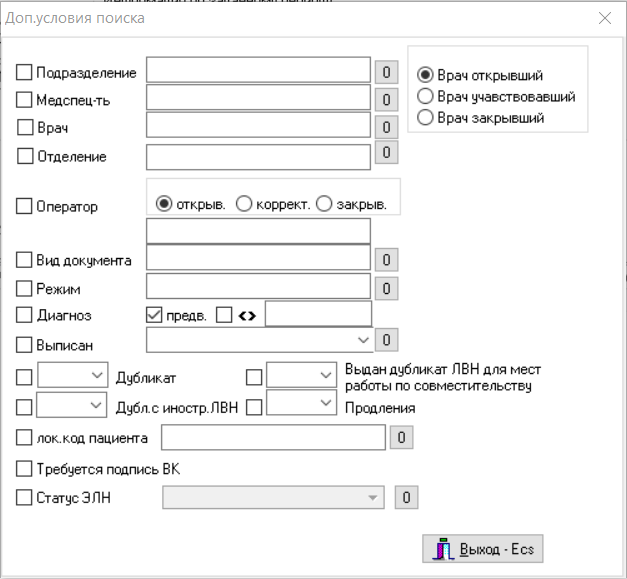 Доп.условия поиска
Подразделение 0
Врач открывший
Медспец-ть 0
Врач учавствовавший
Врач 0
Врач закрывший
Отделение 0
Оператор открыв. коррект. закрыв.
Вид документа 0
Режим 0
Диагноз предв. <>
Выписан 0
Дубликат
Выдан дубликат ЛВН для мест
работы по совместительству
Дубл.с иностр.ЛВН
Продления
лок.код пациента 0
Требуется подпись ВК
Статус ЭЛН 0
Выход - Ecs